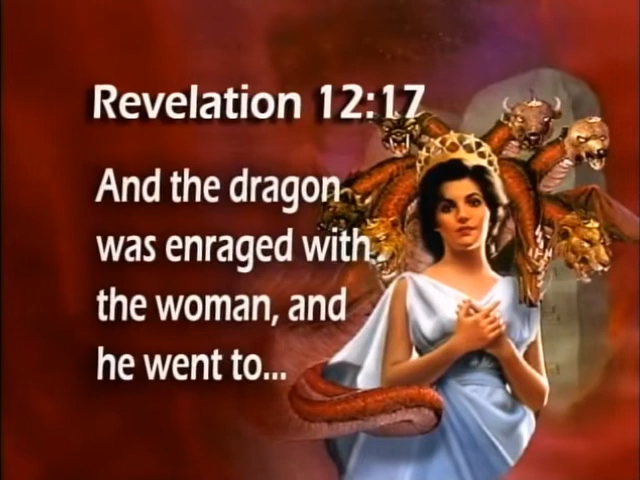 Revelation 12:17
And the dragon
was enraged with
the woman, and
he went to...